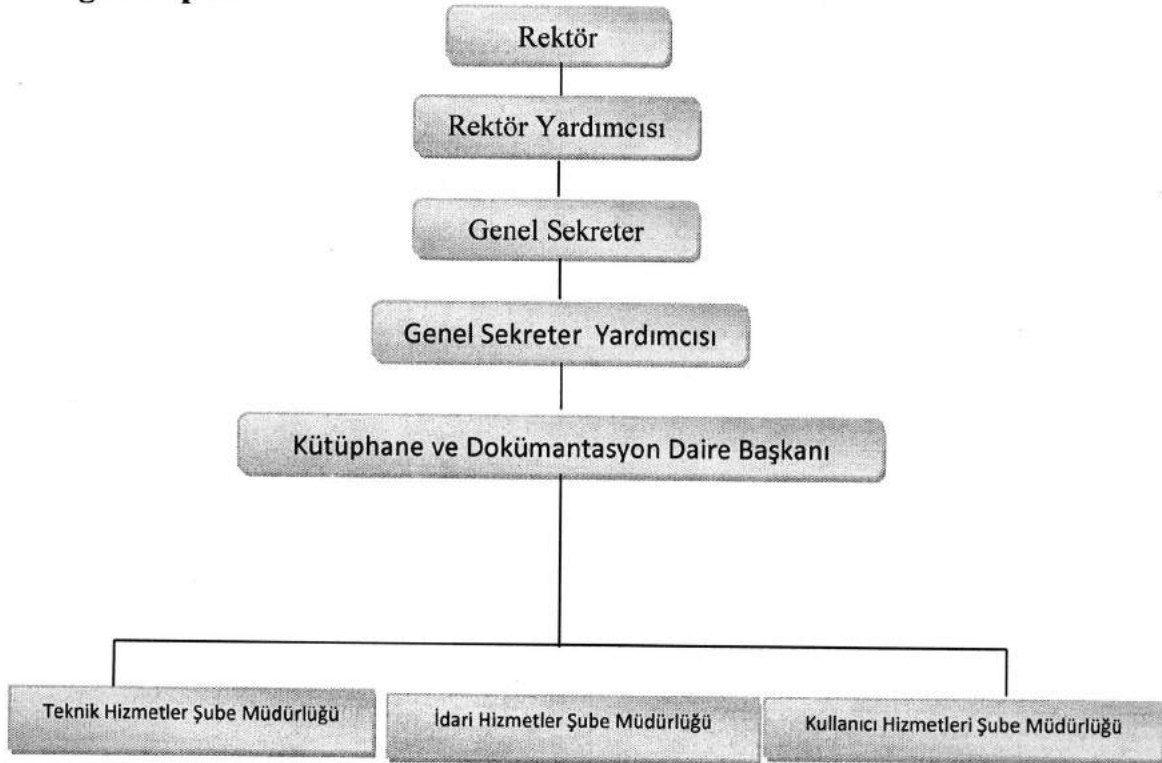 Rektör
Rektör Yardımcısı
Genel Sekreter
Genel Sekreter Yardımcısı
Kütüphane ve Dokümantasyon Daire Başkanı
Teknik Hizmetler Şube Müdürlüğü
İdari Hizmetler Şube Müdürlüğü
Kullanıcı Hizmetleri Şube Müdürlüğü